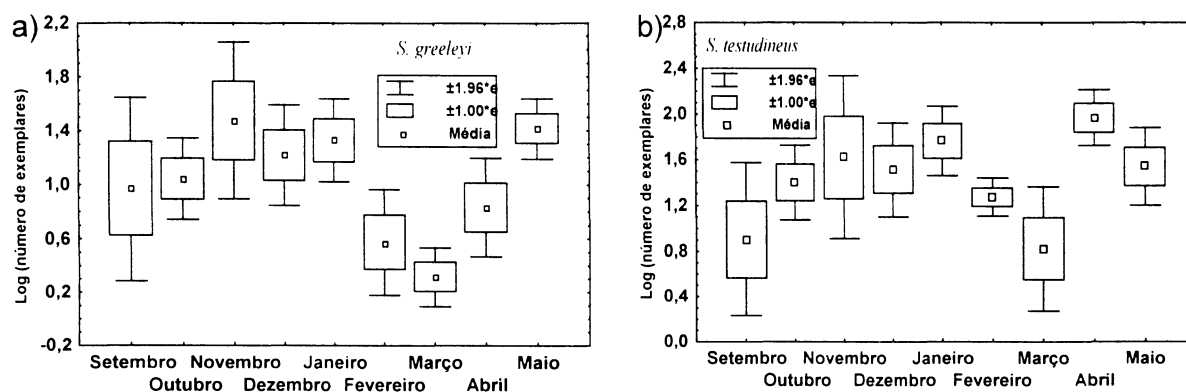 a)
S. greeleyi
±1.96*e
±1.00*e
Média
Log (número de exemplares)
2,2
1,8
1,4
1,0
0,6
0,2
-0,2
Setembro Novembro Janeiro Março Maio
Outubro Dezembro Fevereiro Abril
b)
S. testudineus
±1.96*e
±1.00*e
Média
Log (número de exemplares)
2,8
2,4
2,0
1,6
1,2
0,8
0,4
0,0
Setembro Novembro Janeiro Março Maio
Outubro Dezembro Fevereiro Abril